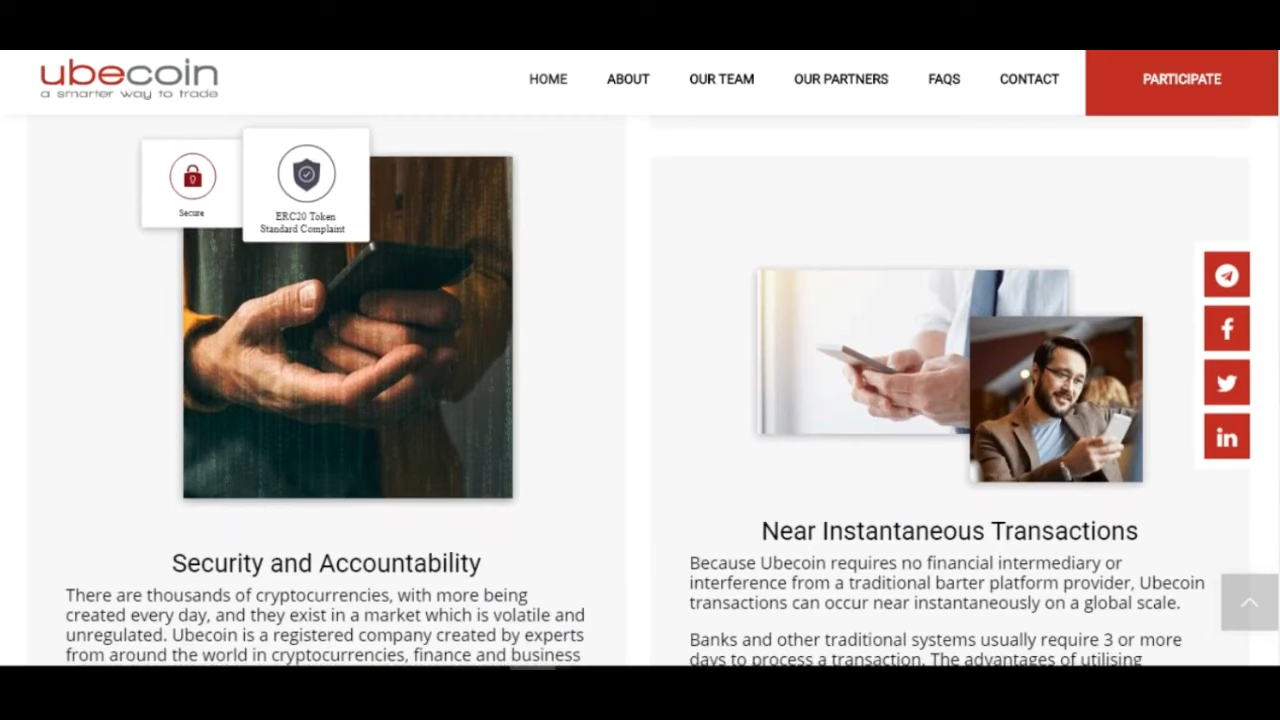 ubecoin
a smarter way to trade
HOME
ABOUT
OUR TEAM
OUR PARTNERS
FAQS
CONTACT
PARTICIPATE
Secure
ERC20 Token
Standard Complaint
Security and Accountability
There are thousands of cryptocurrencies, with more being
created every day, and they exist in a market which is volatile and
unregulated. Ubecoin is a registered company created by experts
from around the world in cryptocurrencies, finance and business
Near Instantaneous Transactions
Because Ubecoin requires no financial intermediary or
interference from a traditional barter platform provider, Ubecoin
transactions can occur near instantaneously on a global scale.
Banks and other traditional systems usually require 3 or more
days to process a transaction. The advantages of utilising